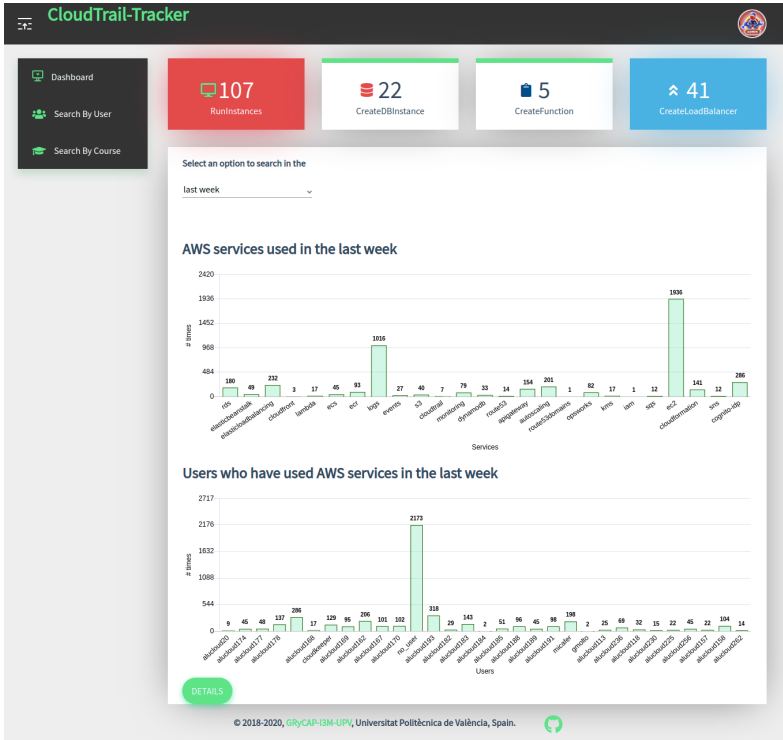 CloudTrail-Tracker
Dashboard
Search By User
Search By Course
107
RunInstances
22
CreateDBInstance
5
CreateFunction
41
CreateLoadBalancer
Select an option to search in the
last week
AWS services used in the last week
2420
1936
1452
968
484
0
# times
180 49 232 3 17 45 93 1016 27 40 7 79 33 14 154 201 1 82 17 1 12 1936 141 12 286
rds elasticbeanstalk elasticloadbalancing cloudfront lambda ecs ecr logs events s3 cloudtrail monitoring dynamodb route53 apigateway autoscaling route53domains opsworks kms iam sqs ec2 cloudformation sns cognito-idp
Services
Users who have used AWS services in the last week
2717
2176
1632
1088
544
0
# times
9 45 48 137 286 17 129 95 206 101 102 2173 318 29 143 2 51 96 45 98 198 2 25 69 32 15 22 45 22 104 14
alucloud20 alucloud174 alucloud177 alucloud178 alucloud168 cloudkeeper alucloud169 alucloud162 alucloud167 alucloud170 no_user alucloud193 alucloud182 alucloud183 alucloud184 alucloud185 alucloud188 alucloud189 alucloud191 micafer gmolto alucloud113 alucloud236 alucloud118 alucloud230 alucloud225 alucloud256 alucloud157 alucloud158 alucloud262
Users
DETAILS
© 2018-2020, GRyCAP-I3M-UPV, Universitat Politècnica de València, Spain.